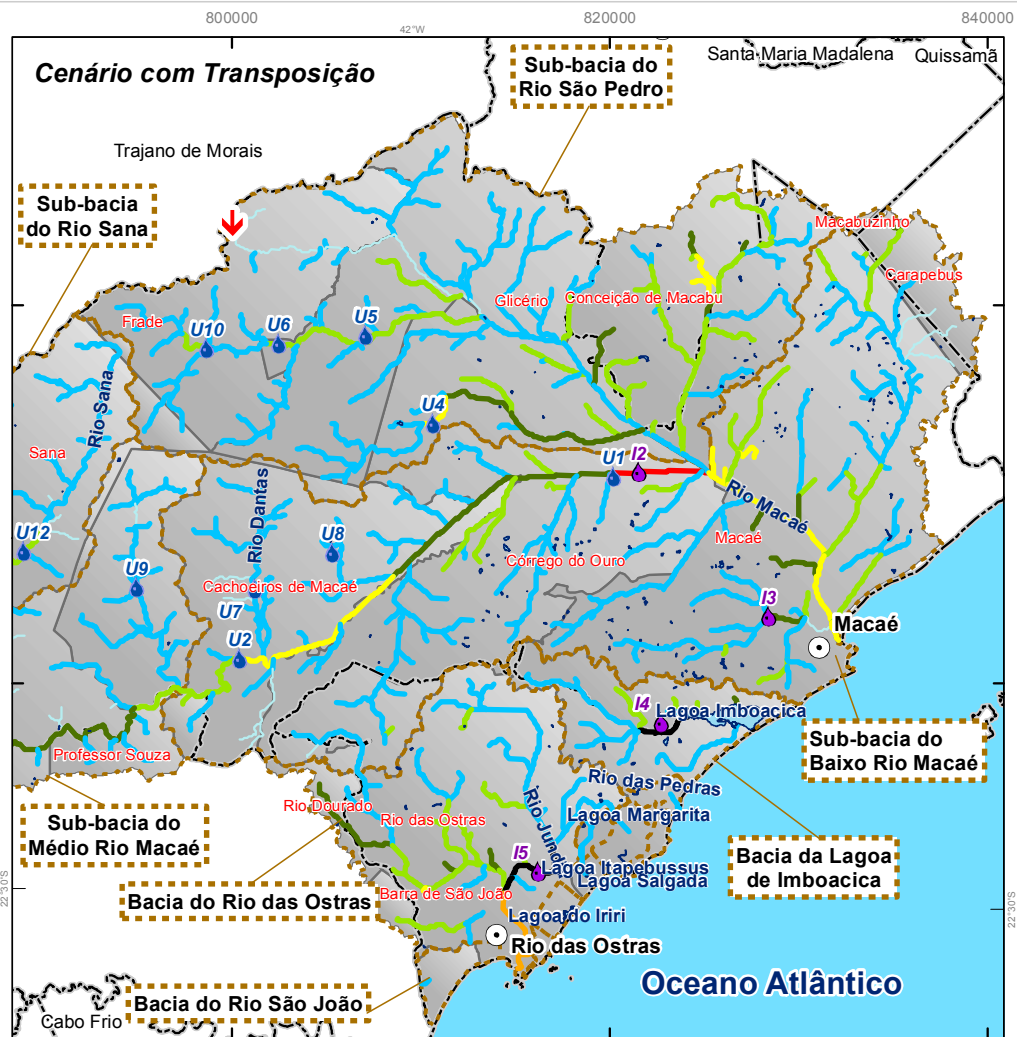 800000
820000
840000
42°W
Cenário com Transposição
Sub-bacia do
Rio São Pedro
Santa Maria Madalena
Quissamã
Trajano de Morais
Sub-bacia
do Rio Sana
Macabuzinho
Carapebus
Frade
Glicério
Conceição de Macabu
U10
U6
U5
Rio Sana
U4
Sana
U1
I2
Rio Dantas
Rio Macaé
U12
U8
Macaé
Córrego do Ouro
U9
Cachoeiros de Macaé
U7
I3
Macaé
U2
I4
Lagoa Imboacica
Professor Souza
Sub-bacia do
Baixo Rio Macaé
Rio das Pedras
Rio Dourado
Rio das Ostras
Lagoa Margarita
Sub-bacia do
Médio Rio Macaé
Bacia da Lagoa
de Imboacica
I5
Lagoa Itapebussus
Lagoa Salgada
22°30'S
22°30'S
Bacia do Rio das Ostras
Barra de São João
Lagoa do Iriri
Rio das Ostras
Oceano Atlântico
Bacia do Rio São João
Cabo Frio